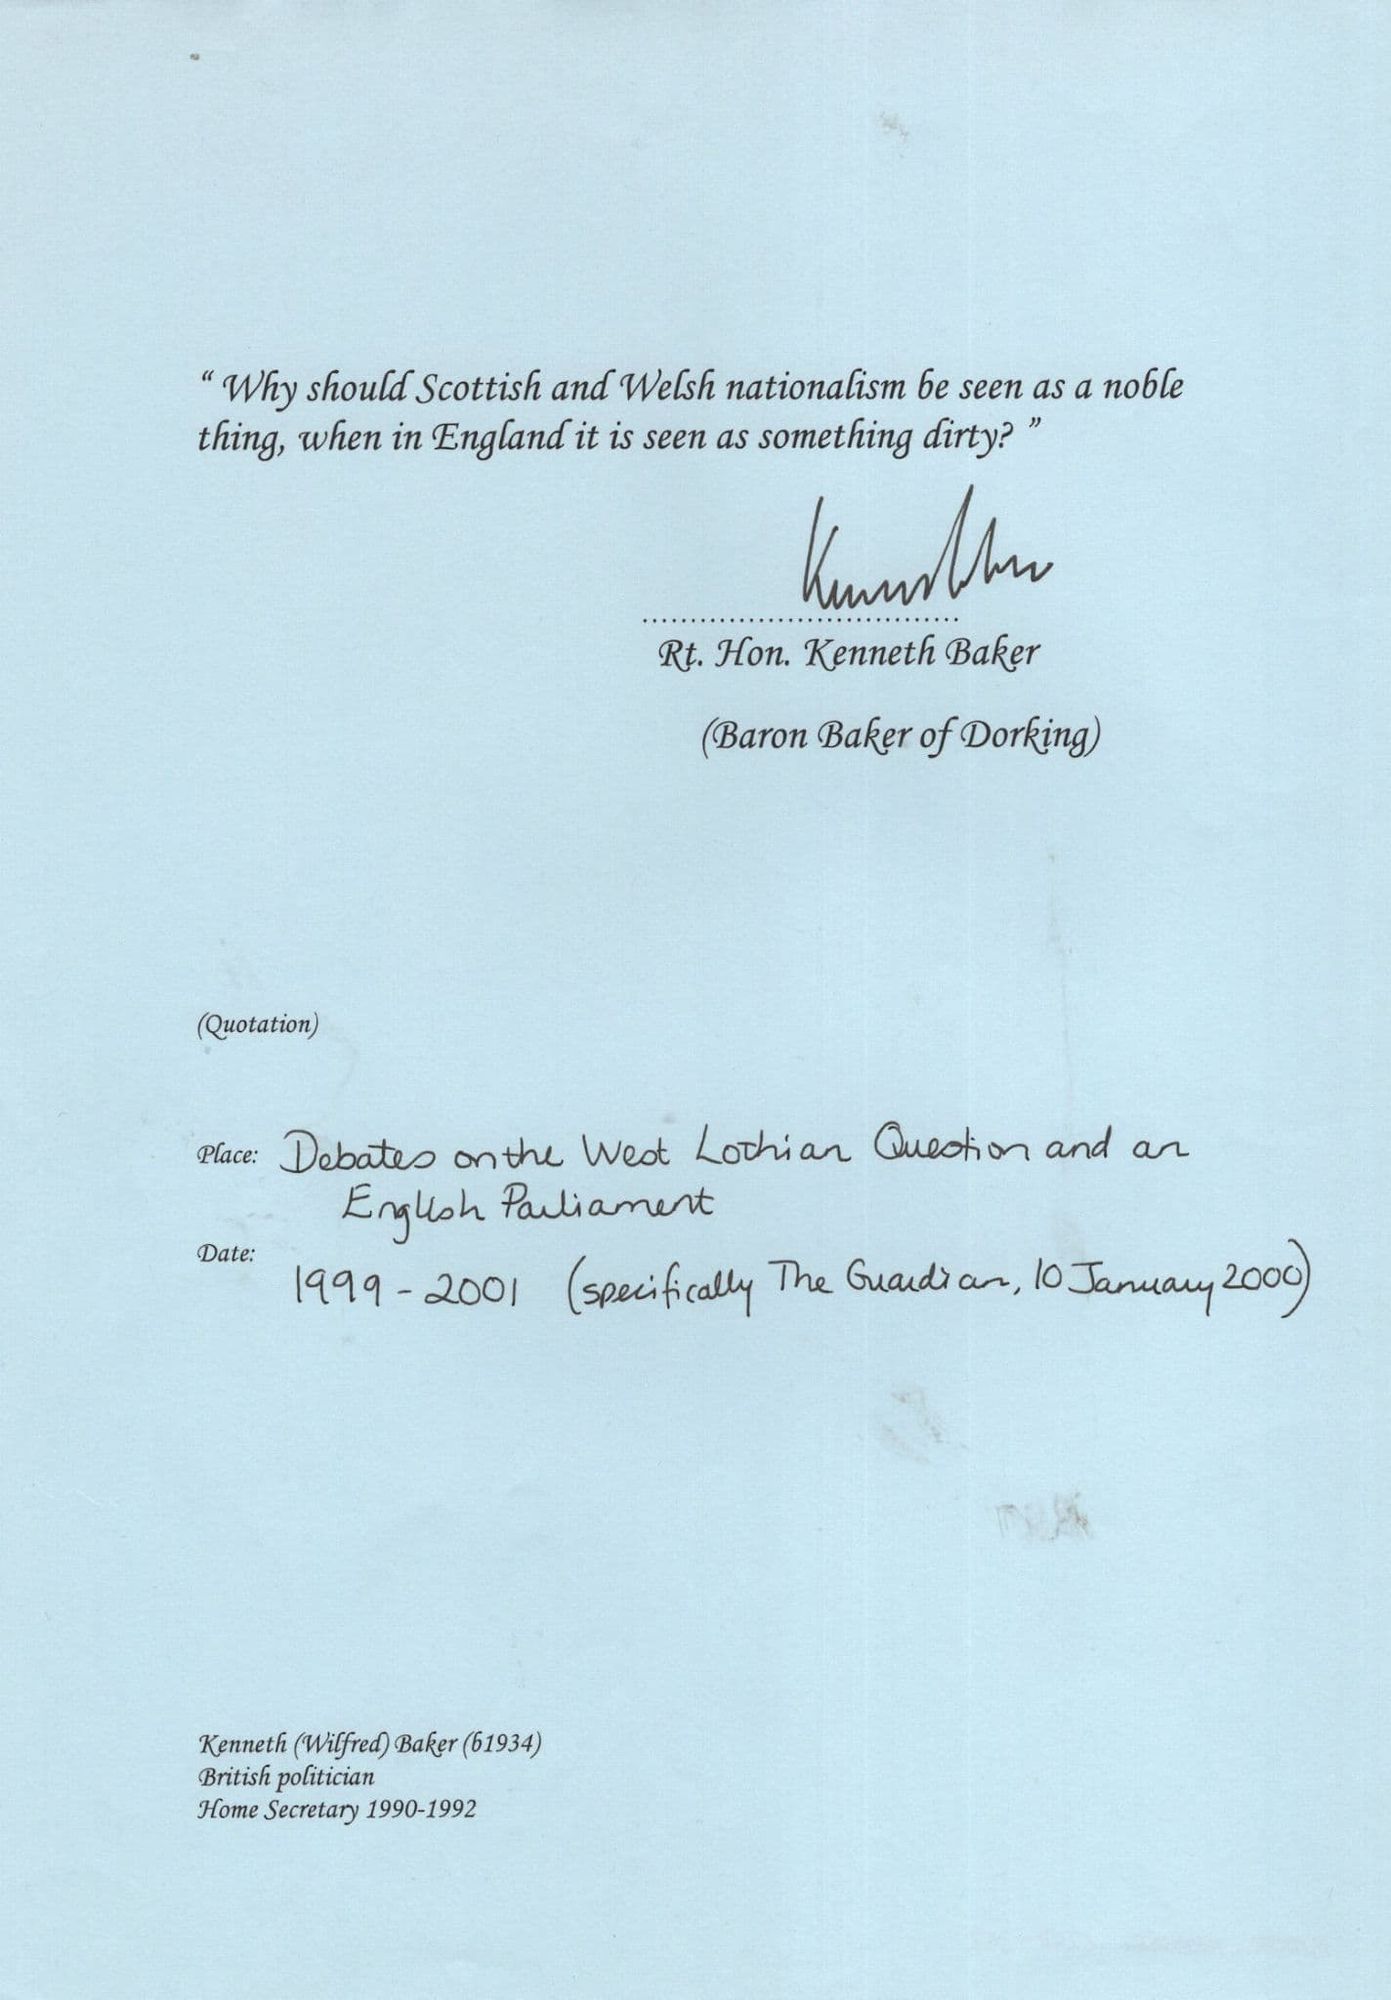 “ Why should Scottish and Welsh nationalism be seen as a noble
thing, when in England it is seen as something dirty? ”
Rt. Hon. Kenneth Baker
(Baron Baker of Dorking)
(Quotation)
Place: Debates on the West Lothian Question and an
English Parliament
Date:
1999 - 2001 (specifically The Guardian, 10 January 2000)
Kenneth (Wilfred) Baker (b1934)
British politician
Home Secretary 1990-1992